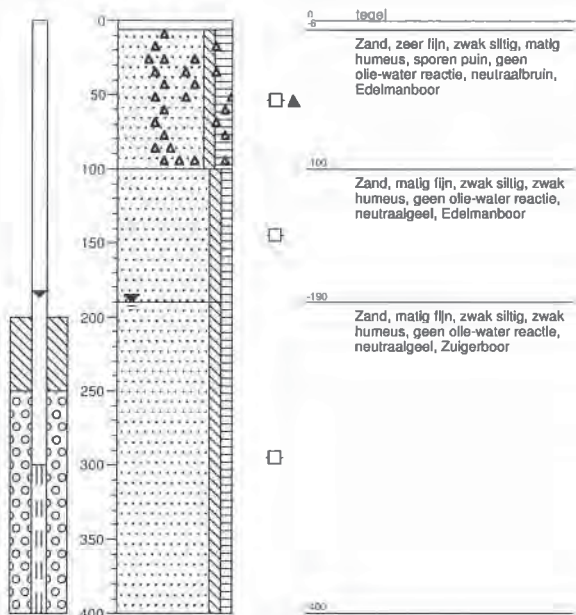 0
50
100
150
200
250
300
350
400
0
-6
tegel
Zand, zeer fijn, zwak siltig, matig
humeus, sporen puin, geen
olie-water reactie, neutraalbruin,
Edelmanboor
-100
Zand, matig fijn, zwak siltig, zwak
humeus, geen olie-water reactie,
neutraalgeel, Edelmanboor
-190
Zand, matig fijn, zwak siltig, zwak
humeus, geen olie-water reactie,
neutraalgeel, Zuigerboor
-400